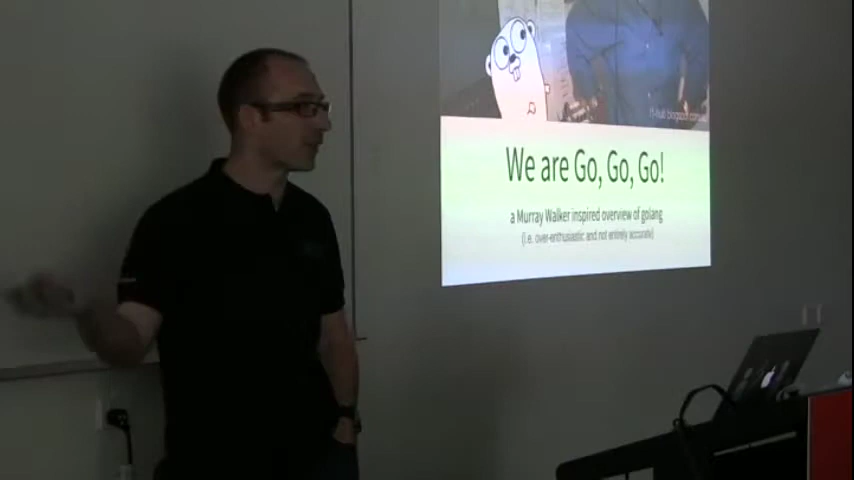 We are Go, Go, Go!
a Murray Walker inspired overview of golang
(i.e. over-enthusiastic and not entirely accurate)